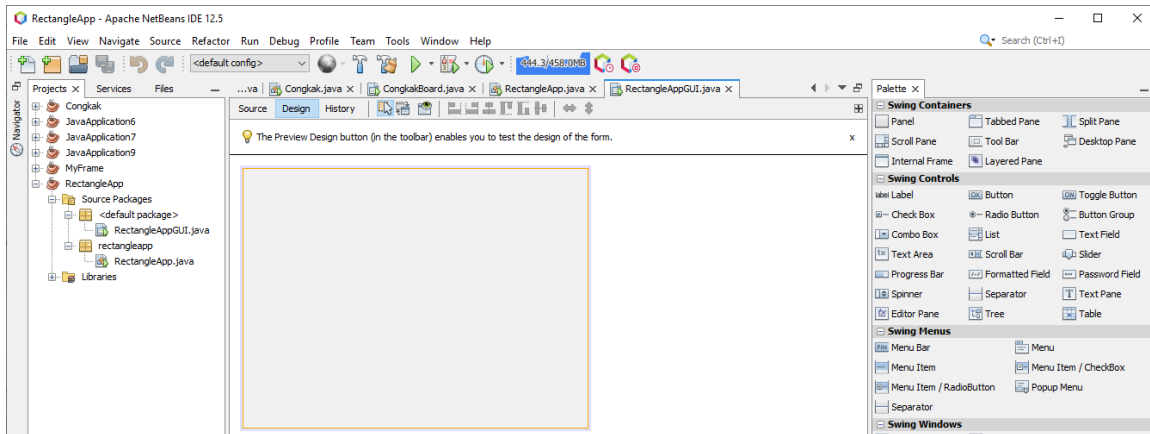 RectangleApp - Apache NetBeans IDE 12.5
File Edit View Navigate Source Refactor Run Debug Profile Team Tools Window Help
Search (Ctrl+I)
<default config>
444.3/458!0MB
Projects
Services
Files
...va
Congkak.java
CongkakBoard.java
RectangleApp.java
RectangleAppGUI.java
Palette
Navigator
Congkak
JavaApplication6
JavaApplication7
JavaApplication9
MyFrame
RectangleApp
Source Packages
<default package>
RectangleAppGUI.java
rectangleapp
RectangleApp.java
Libraries
Source Design History
The Preview Design button (in the toolbar) enables you to test the design of the form.
x
Swing Containers
Panel Tabbed Pane Split Pane
Scroll Pane Tool Bar Desktop Pane
Internal Frame Layered Pane
Swing Controls
label Label OK Button ON Toggle Button
Check Box Radio Button Button Group
Combo Box List Text Field
Text Area Scroll Bar Slider
Progress Bar Formatted Field Password Field
Spinner Separator T Text Pane
Editor Pane Tree Table
Swing Menus
Menu Bar Menu
Menu Item Menu Item / CheckBox
Menu Item / RadioButton Popup Menu
Separator
Swing Windows